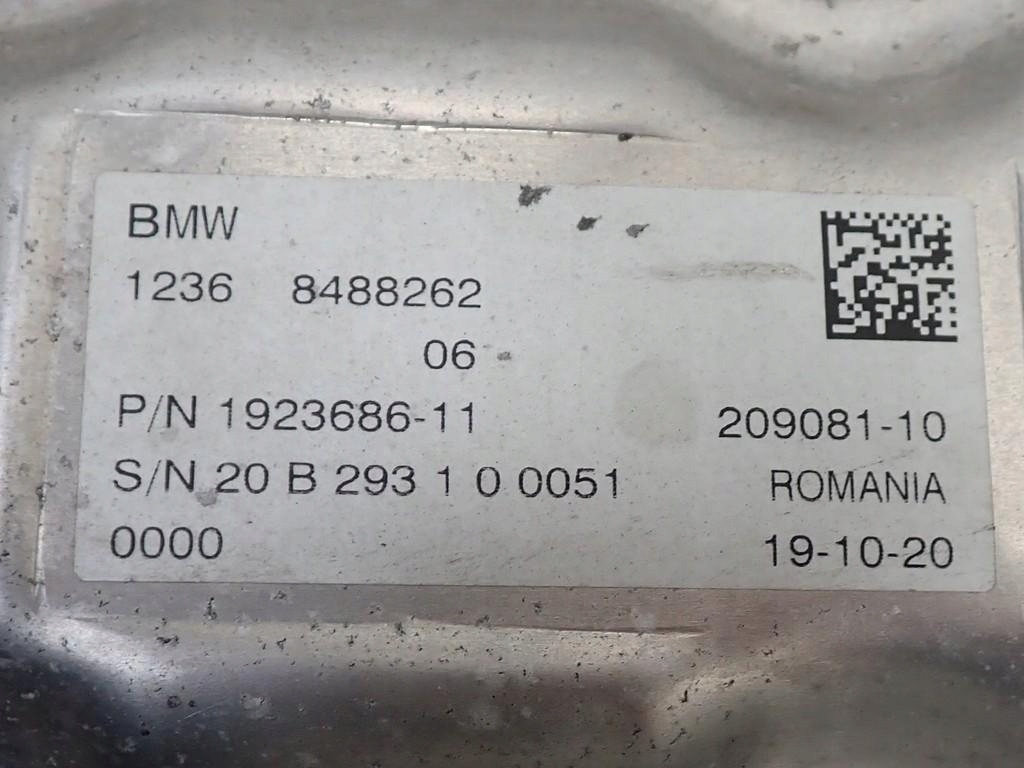 BMW
1236 8488262
06
P/N 1923686-11 209081-10
S/N 20 B 293 1 0 0051 ROMANIA
0000 19-10-20